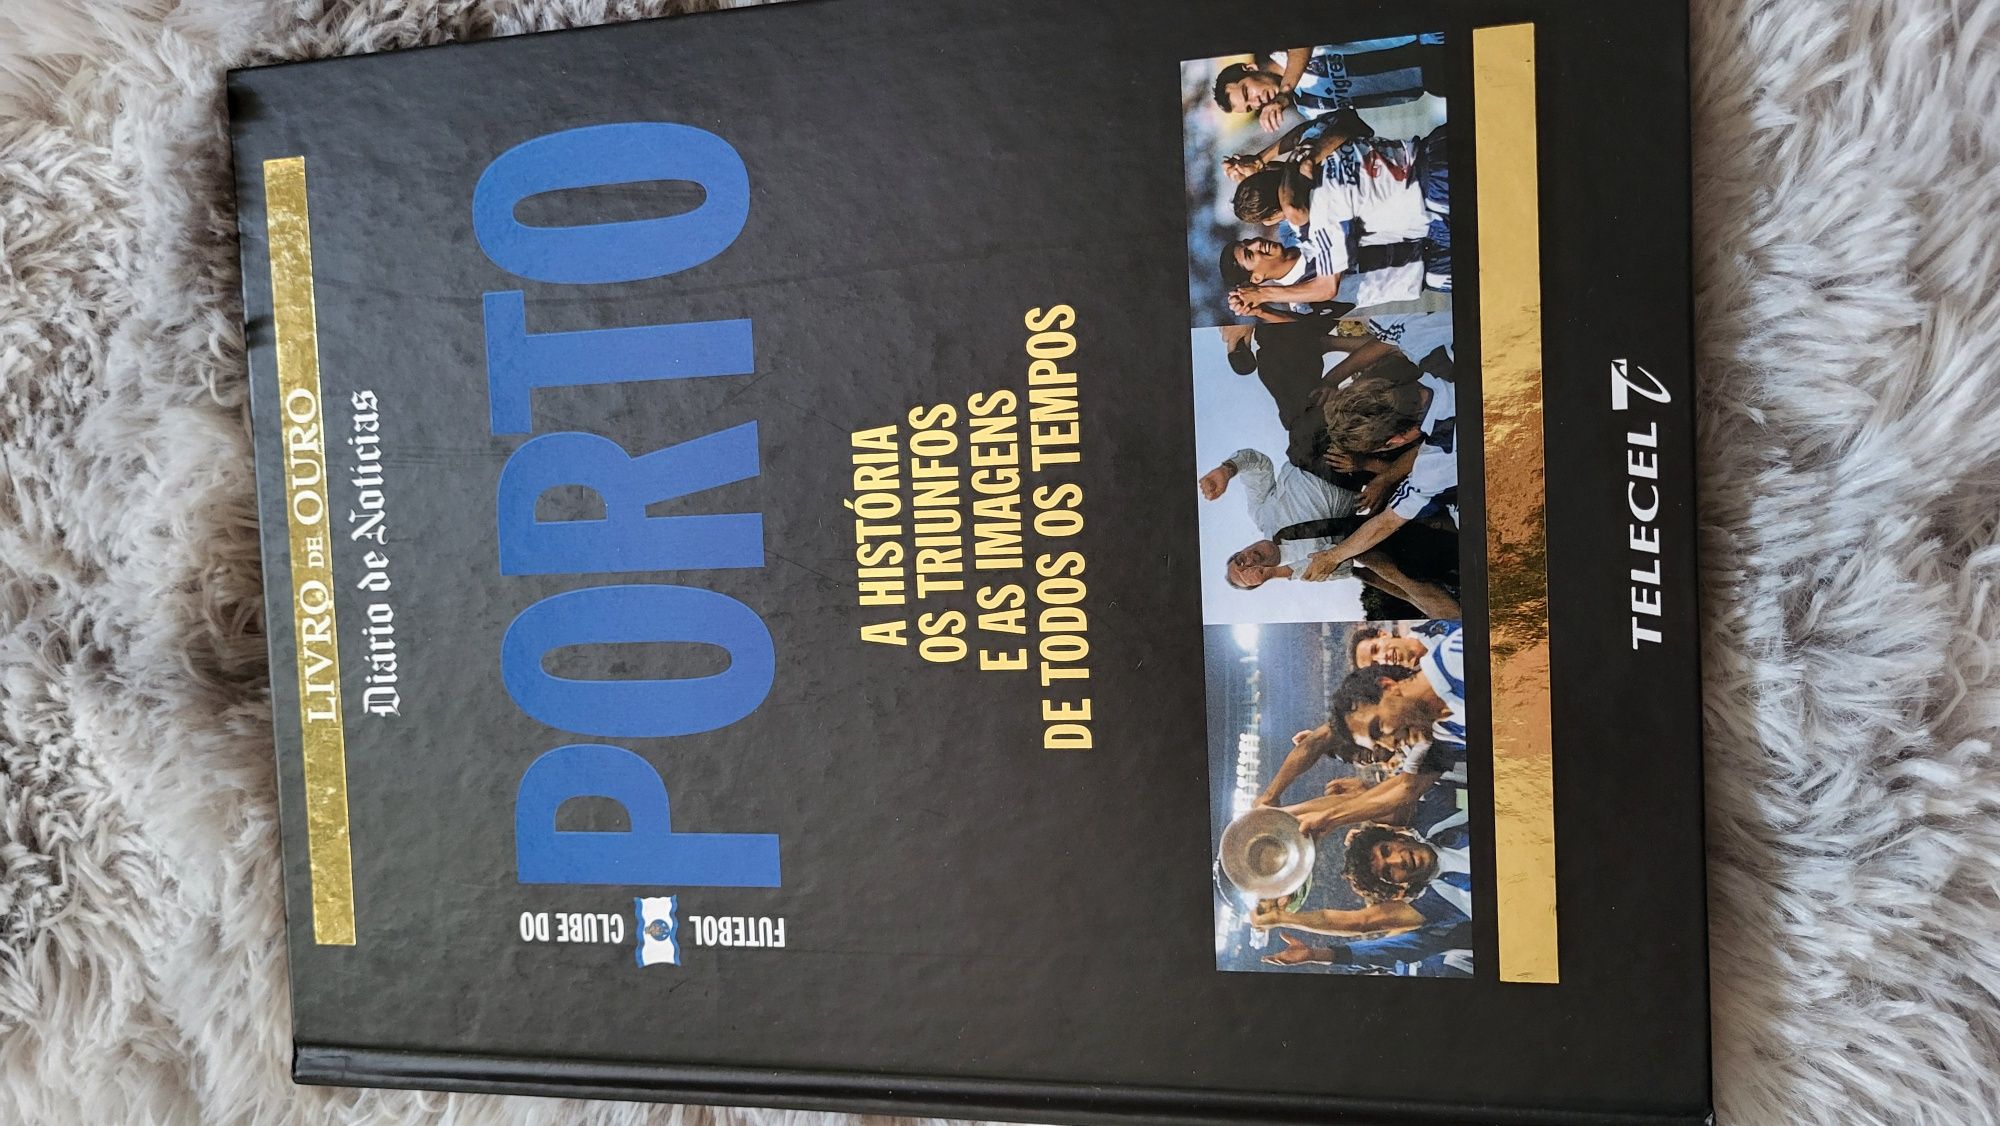 LIVRO DE OURO
Diário de Notícias
FUTEBOL
CLUBE DO
PORTO
A HISTÓRIA
OS TRIUNFOS
E AS IMAGENS
DE TODOS OS TEMPOS
TELECEL